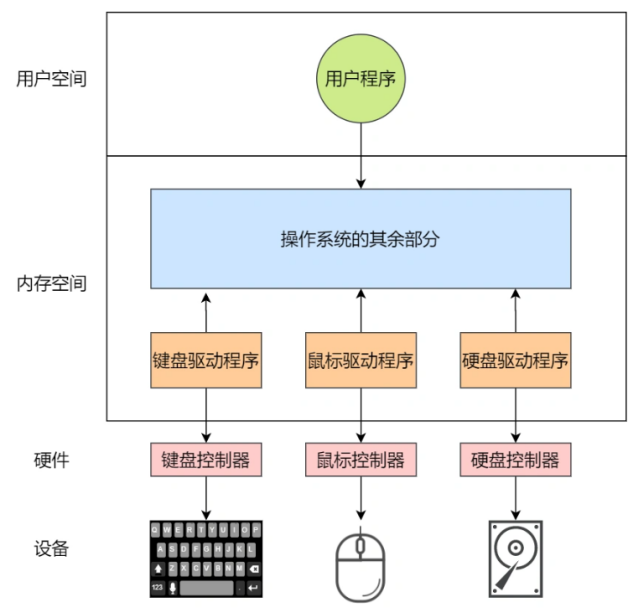 用户空间
用户程序
操作系统的其余部分
内存空间
键盘驱动程序
鼠标驱动程序
硬盘驱动程序
硬件
键盘控制器
鼠标控制器
硬盘控制器
设备
Q W E R T Y U I O P
A S D F G H J K L
Z X C V B N M
123